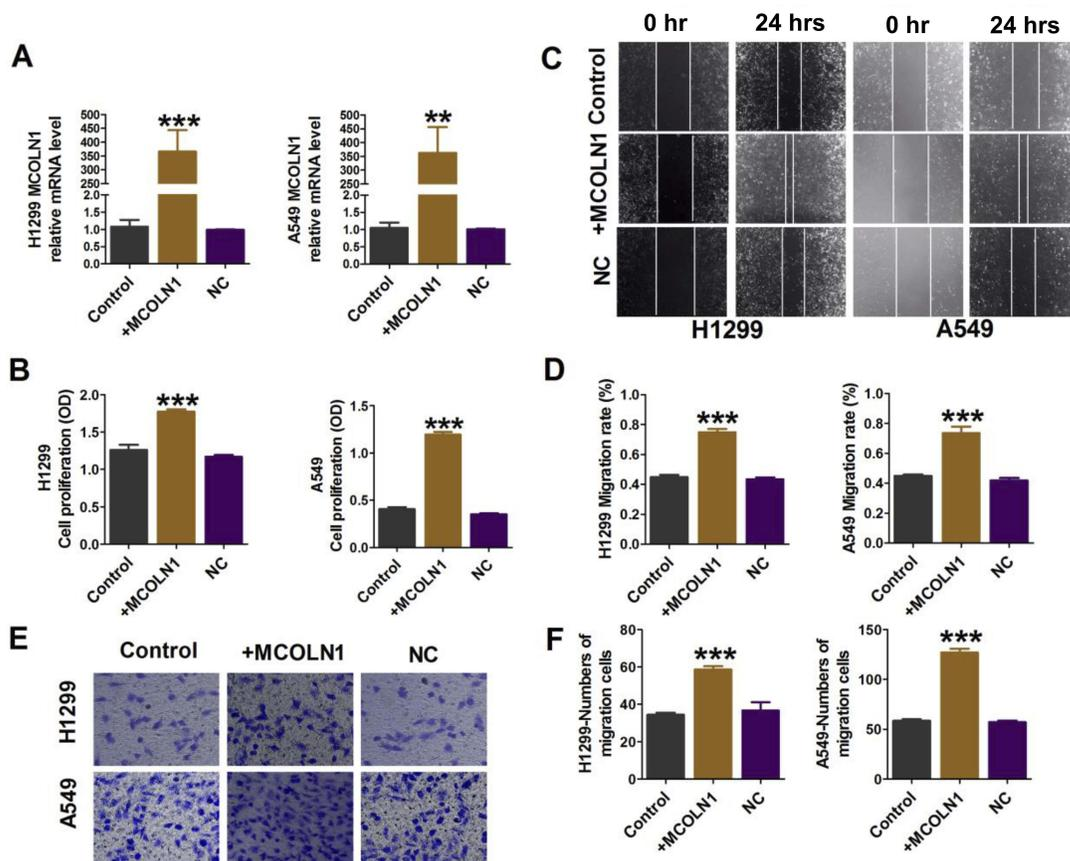 A
H1299 MCOLN1
relative mRNA level
500
450
400
350
300
250
2.0
1.5
1.0
0.5
0.0
***
Control
+MCOLN1
NC
A549 MCOLN1
relative mRNA level
500
450
400
350
300
250
2.0
1.5
1.0
0.5
0.0
**
Control
+MCOLN1
NC
C
0 hr
24 hrs
0 hr
24 hrs
Control
+MCOLN1
NC
H1299
A549
B
H1299
Cell proliferation (OD)
2.0
1.5
1.0
0.5
0.0
***
Control
+MCOLN1
NC
A549
Cell proliferation (OD)
1.5
1.0
0.5
0.0
***
Control
+MCOLN1
NC
D
H1299 Migration rate (%)
1.0
0.8
0.6
0.4
0.2
0.0
***
Control
+MCOLN1
NC
A549 Migration rate (%)
1.0
0.8
0.6
0.4
0.2
0.0
***
Control
+MCOLN1
NC
E
Control
+MCOLN1
NC
H1299
A549
F
H1299-Numbers of
migration cells
80
60
40
20
0
***
Control
+MCOLN1
NC
A549-Numbers of
migration cells
150
100
50
0
***
Control
+MCOLN1
NC